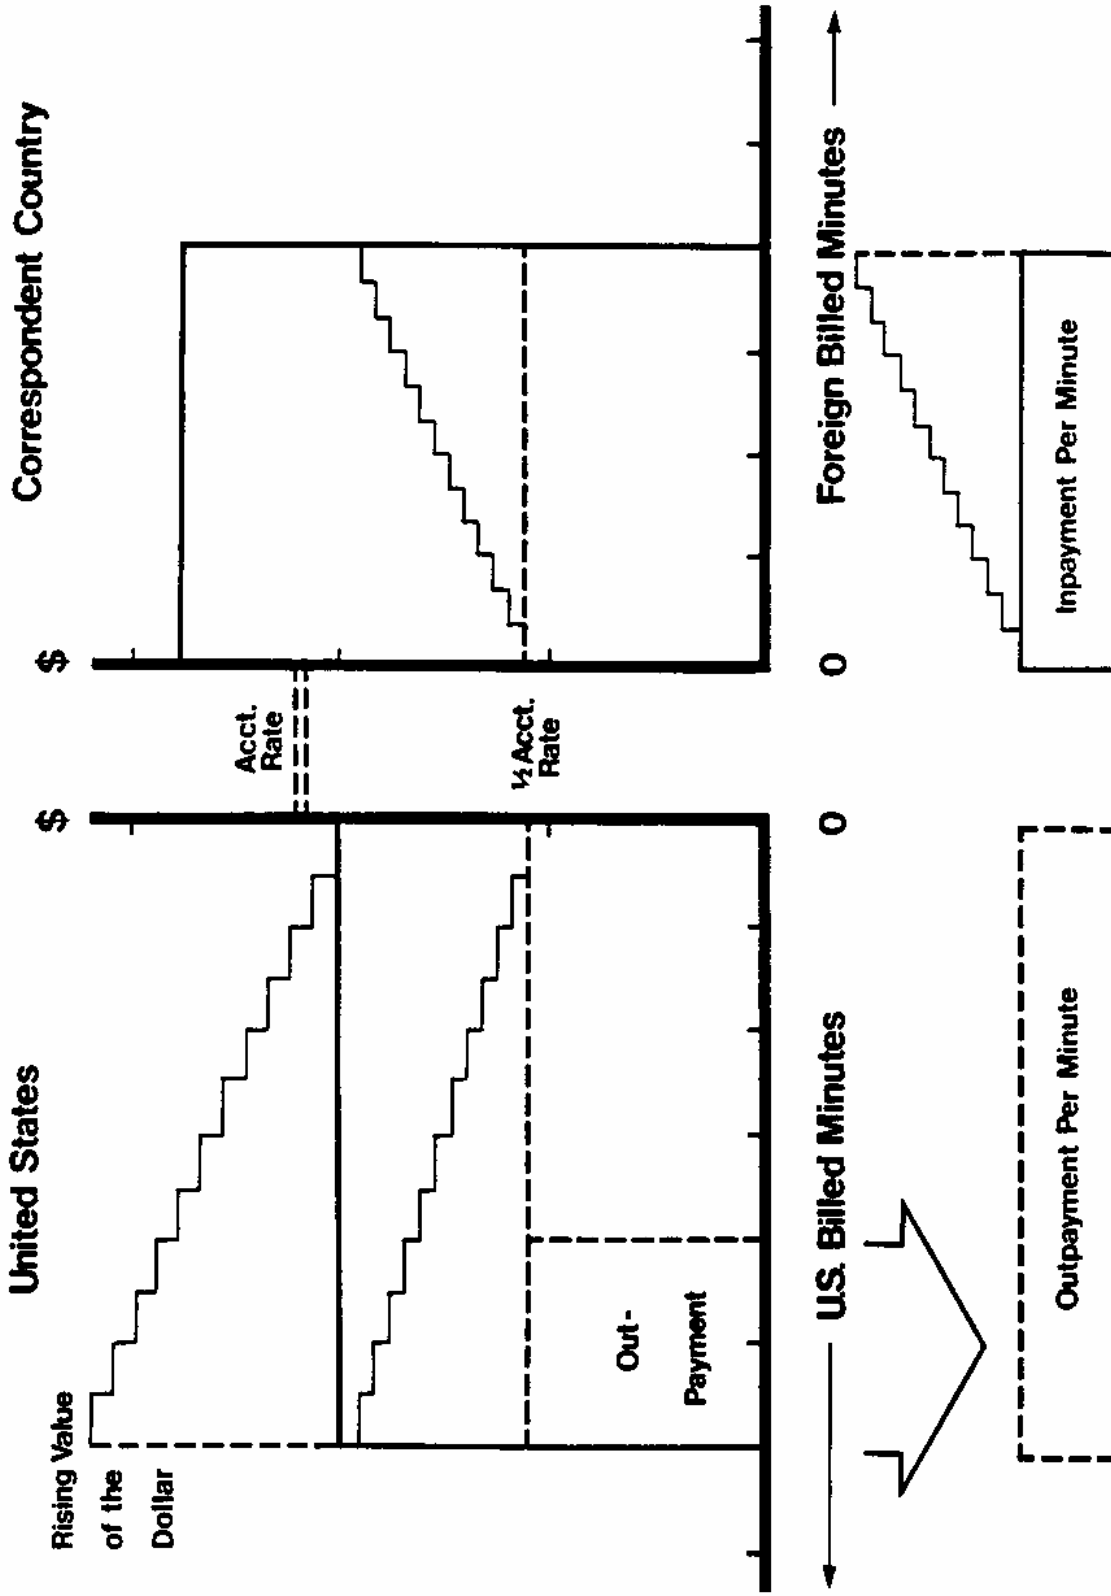 United States
Correspondent Country
Rising Value
of the
Dollar
$
$
Acct.
Rate
½ Acct.
Rate
Out-
Payment
0
0
U.S. Billed Minutes
Foreign Billed Minutes
Outpayment Per Minute
Inpayment Per Minute